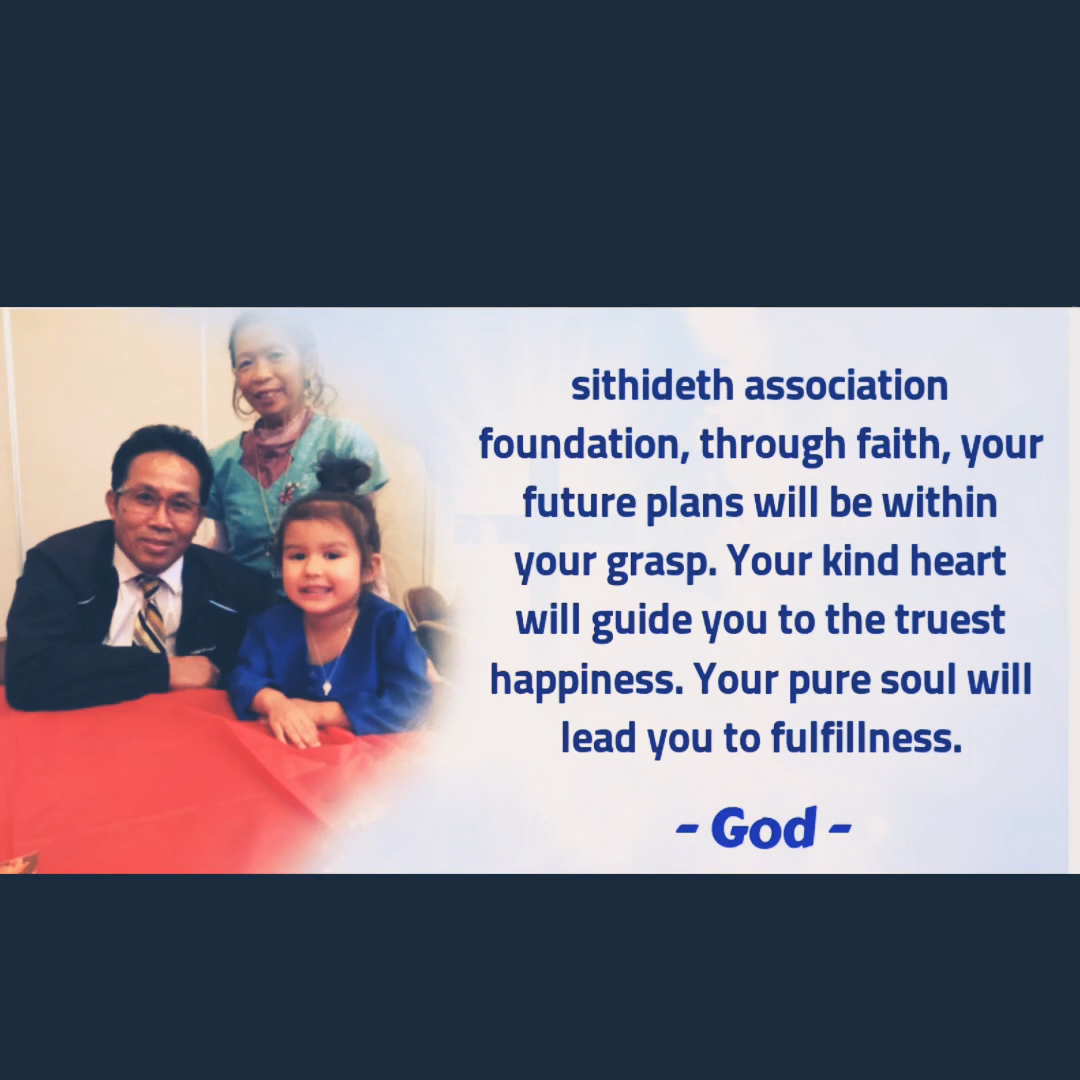 sithideth association
foundation, through faith, your
future plans will be within
your grasp. Your kind heart
will guide you to the truest
happiness. Your pure soul will
lead you to fulfillness.
- God -